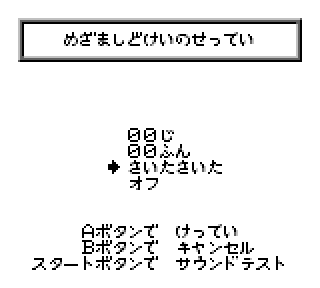 めざましどけいのせってい
00じ
00ふん
➧さいたさいた
オフ
Aボタンで　けってい
Bボタンで　キャンセル
スタートボタンで　サウンドテスト